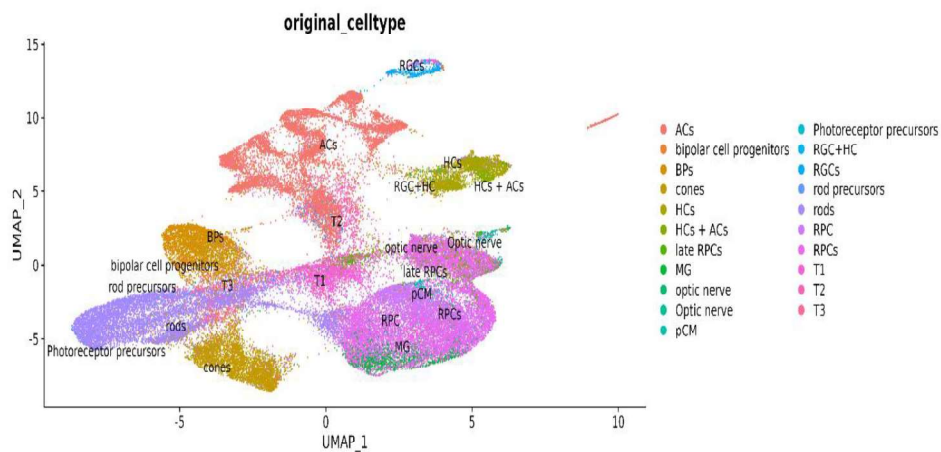 original_celltype
15
10
5
0
-5
UMAP_2
-5
0
5
10
UMAP_1
RGCs
ACs
HCs
RGC+HC
HCs + ACs
T2
BPs
optic nerve
Optic nerve
bipolar cell progenitors
late RPCs
rod precursors
T3
T1
pCM
rods
RPC
RPCs
Photoreceptor precursors
MG
cones
ACs
bipolar cell progenitors
BPs
cones
HCs
HCs + ACs
late RPCs
MG
optic nerve
Optic nerve
pCM
Photoreceptor precursors
RGC+HC
RGCs
rod precursors
rods
RPC
RPCs
T1
T2
T3